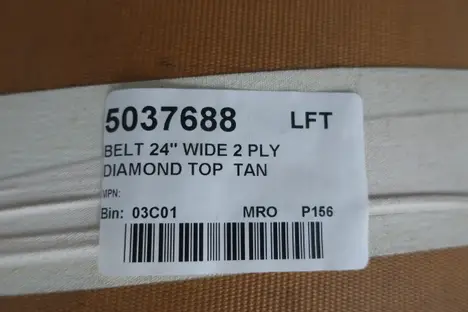 5037688 LFT
BELT 24" WIDE 2 PLY
DIAMOND TOP TAN
MPN:
Bin: 03C01 MRO P156